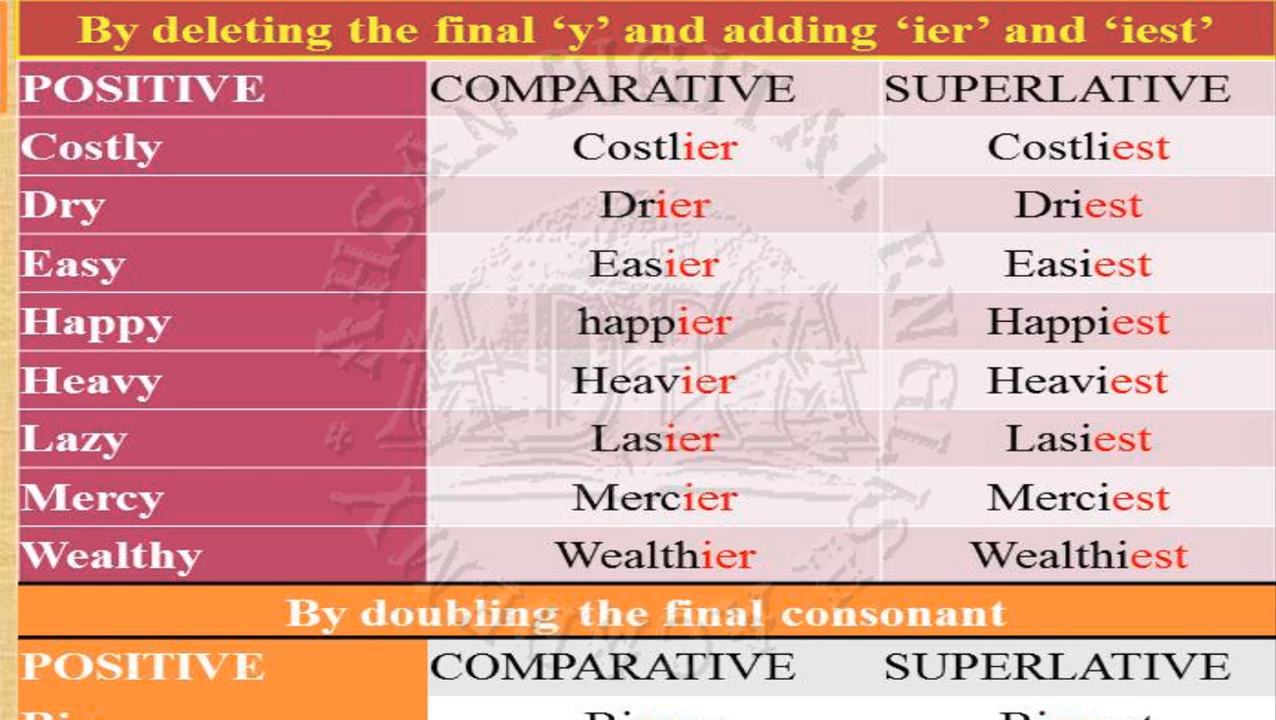 By deleting the final ‘y’ and adding ‘ier’ and ‘iest’
POSITIVE COMPARATIVE SUPERLATIVE
Costly Costlier Costliest
Dry Drier Driest
Easy Easier Easiest
Happy happier Happiest
Heavy Heavier Heaviest
Lazy Lasier Lasiest
Mercy Mercier Merciest
Wealthy Wealthier Wealthiest
By doubling the final consonant
POSITIVE COMPARATIVE SUPERLATIVE